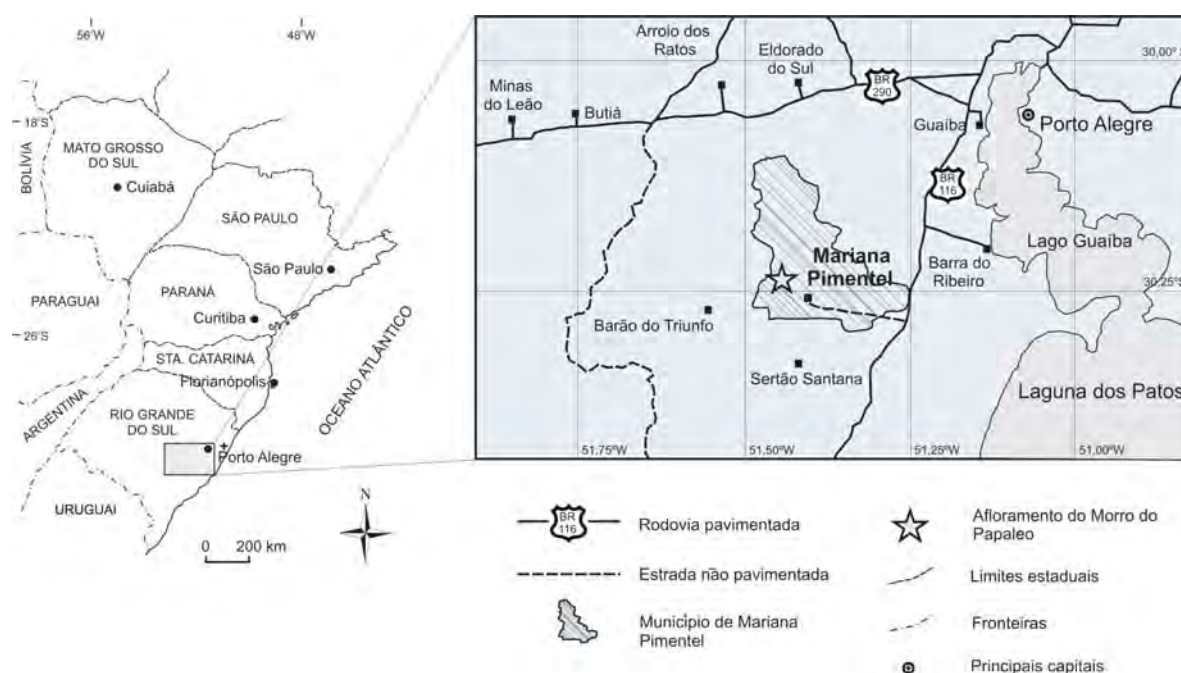 56°W
48°W
18°S
BOLÍVIA
MATO GROSSO
DO SUL
Cuíabá
SÃO PAULO
São Paulo
PARAGUAI
PARANÁ
Curitiba
26°S
STA. CATARINA
Florianópolis
ARGENTINA
RIO GRANDE
DO SUL
Porto Alegre
URUGUAI
OCEANO ATLÂNTICO
N
0 200 km
Arroio dos
Ratos
Eldorado
do Sul
BR
290
30,00° S
Minas
do Leão
Butiá
Guaíba
Porto Alegre
BR
116
Mariana
Pimentel
Lago Guaíba
Barra do
Ribeiro
30,25°
Barão do Triunfo
Sertão Santana
Laguna dos Patos
51,75°W
51,50°W
51,25°W
51,00°W
BR
116
Rodovia pavimentada
Estrada não pavimentada
Município de Mariana
Pimentel
Afloramento do Morro do
Papaleo
Limites estaduais
Fronteiras
Principais capitais